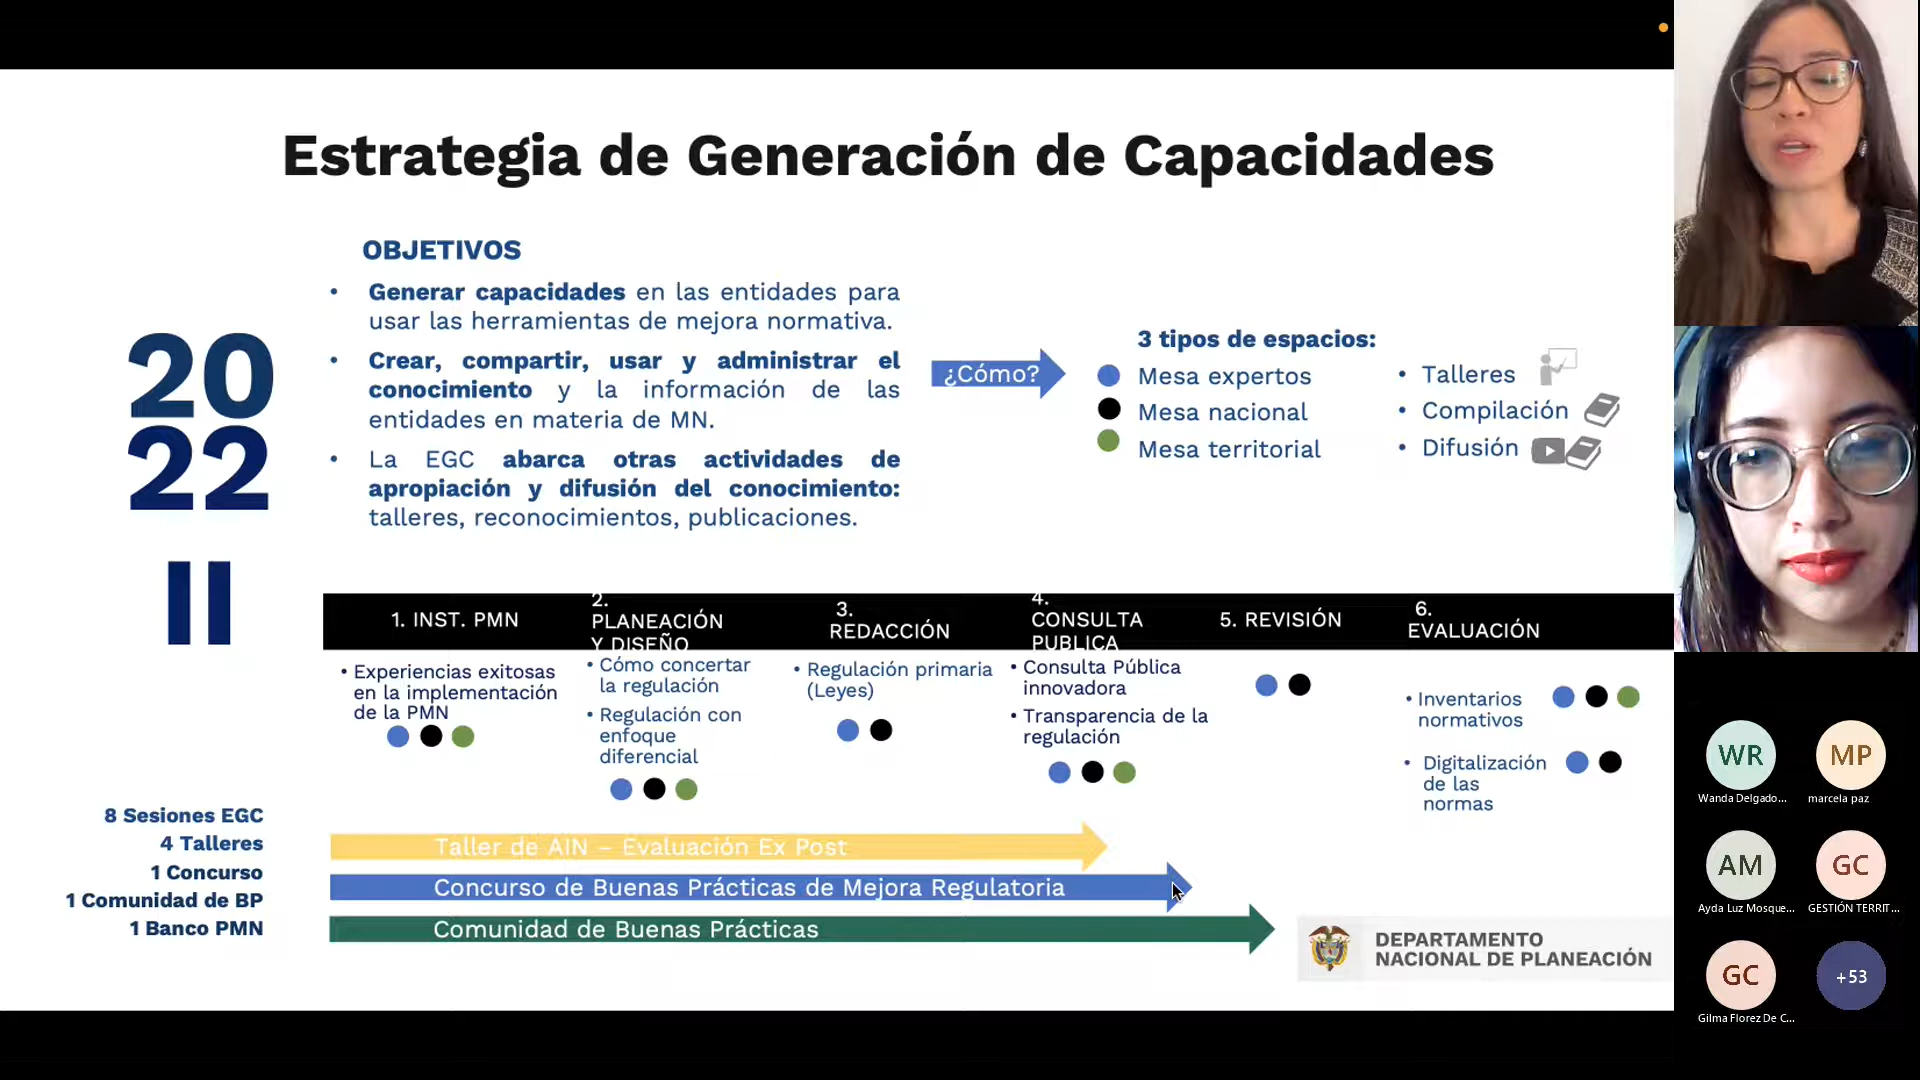 Estrategia de Generación de Capacidades
20
22
II
OBJETIVOS
• Generar capacidades en las entidades para
usar las herramientas de mejora normativa.
• Crear, compartir, usar y administrar el
conocimiento y la información de las
entidades en materia de MN.
• La EGC abarca otras actividades de
apropiación y difusión del conocimiento:
talleres, reconocimientos, publicaciones.
¿Cómo?
3 tipos de espacios:
Mesa expertos
Mesa nacional
Mesa territorial
• Talleres
• Compilación
• Difusión
1. INST. PMN
2.
PLANEACIÓN
Y DISEÑO
3.
REDACCIÓN
4.
CONSULTA
PUBLICA
5. REVISIÓN
6.
EVALUACIÓN
• Experiencias exitosas
en la implementación
de la PMN
• Cómo concertar
la regulación
• Regulación con
enfoque
diferencial
• Regulación primaria
(Leyes)
• Consulta Pública
innovadora
• Transparencia de la
regulación
• Inventarios
normativos
• Digitalización
de las
normas
8 Sesiones EGC
4 Talleres
1 Concurso
1 Comunidad de BP
1 Banco PMN
Taller de AIN – Evaluación Ex Post
Concurso de Buenas Prácticas de Mejora Regulatoria
Comunidad de Buenas Prácticas
DEPARTAMENTO
NACIONAL DE PLANEACIÓN
WR
Wanda Delgado...
MP
marcela paz
AM
Ayda Luz Mosque...
GC
GESTIÓN TERRIT...
GC
Gilma Florez De C...
+53